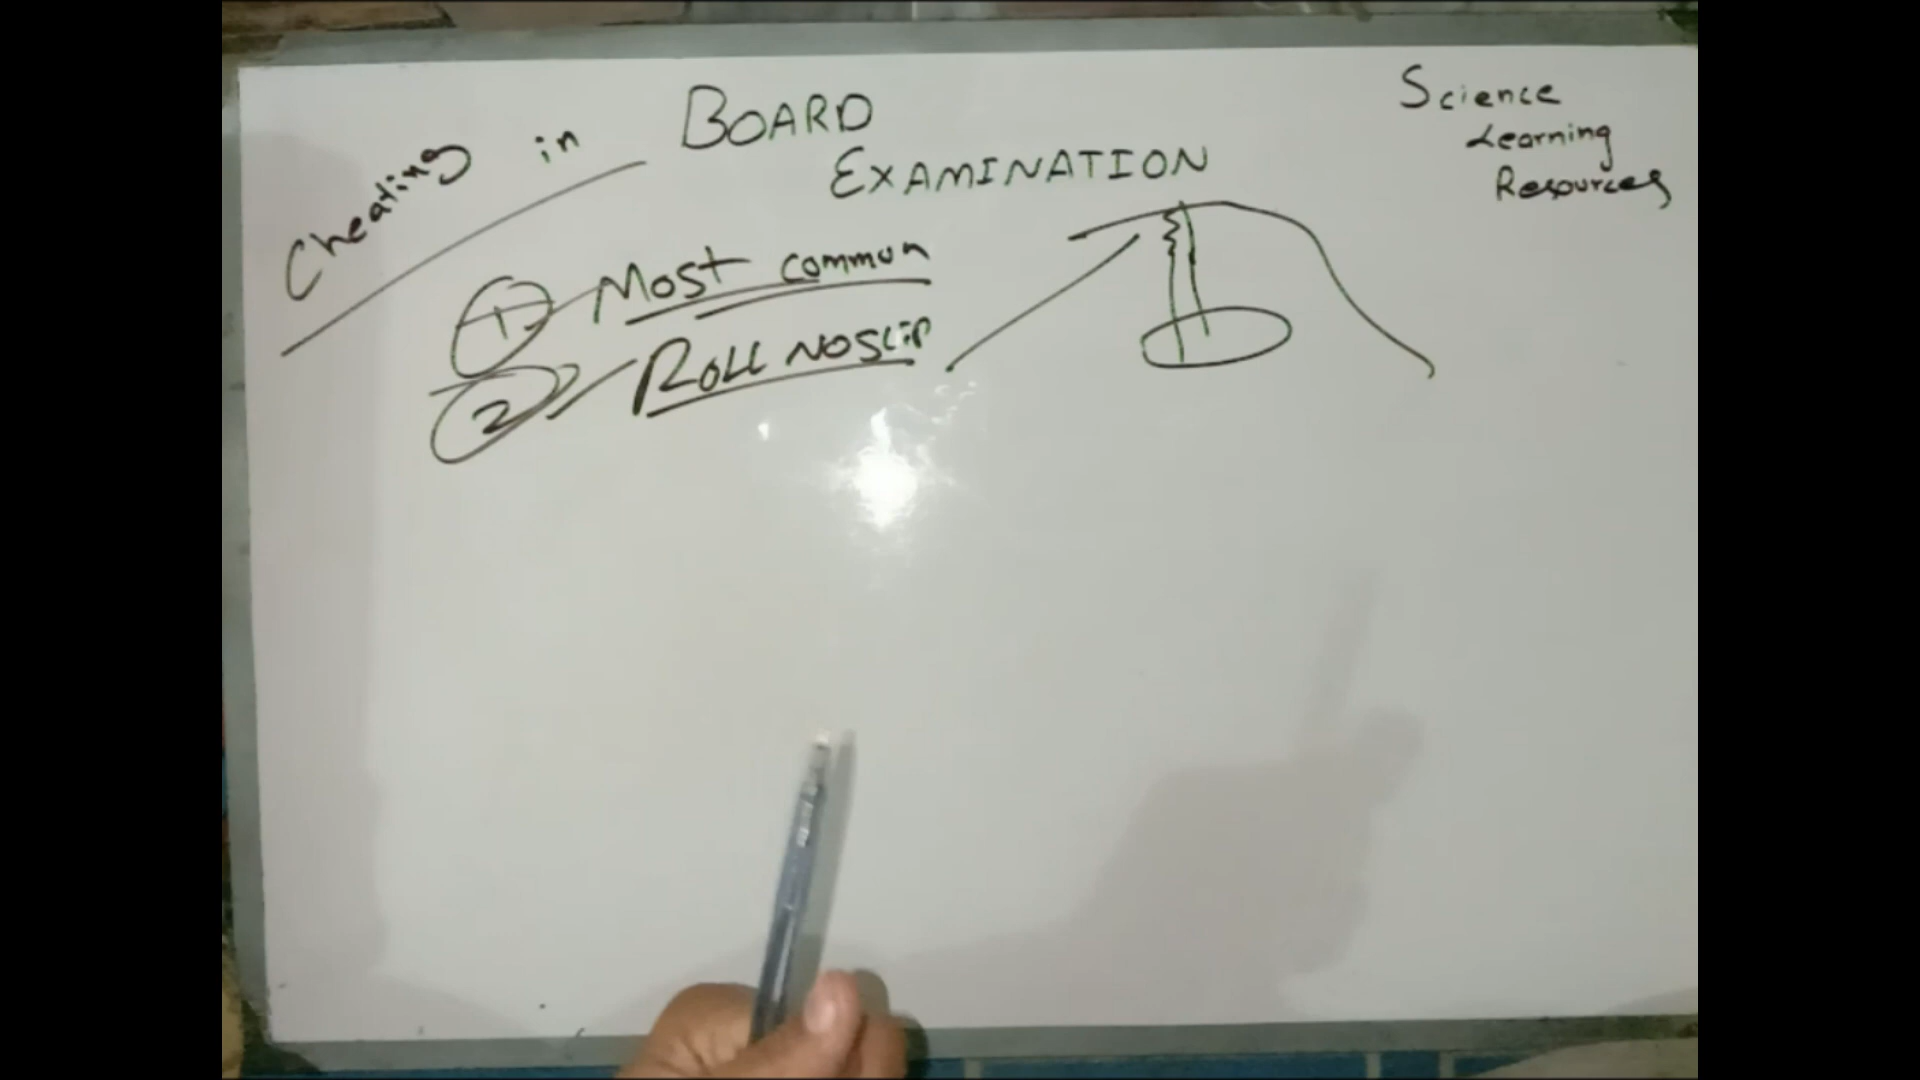 Cheating in BOARD
EXAMINATION
Science
Learning
Resources
1 Most common
2 ROLL NO SLIP